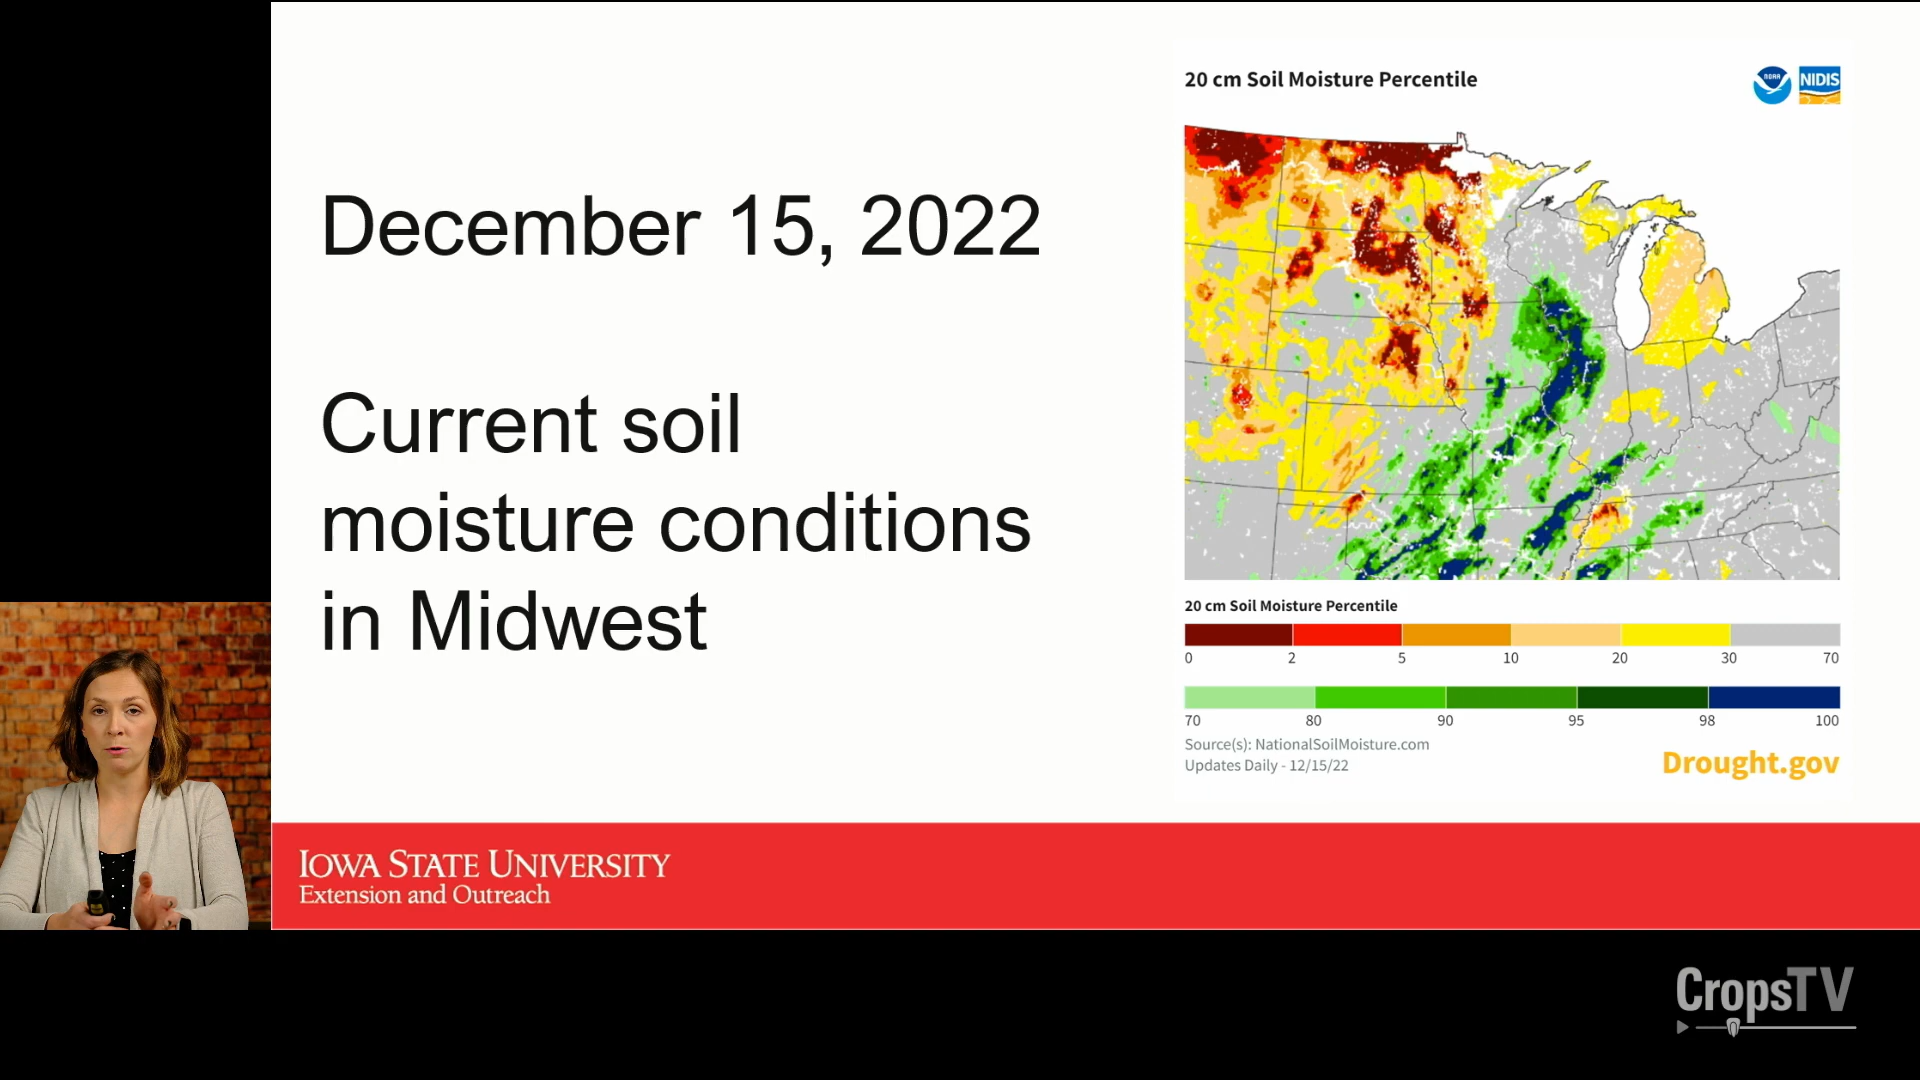 December 15, 2022
Current soil
moisture conditions
in Midwest
20 cm Soil Moisture Percentile
NOAA
NIDIS
20 cm Soil Moisture Percentile
0 2 5 10 20 30 70
70 80 90 95 98 100
Source(s): NationalSoilMoisture.com
Updates Daily - 12/15/22
Drought.gov
IOWA STATE UNIVERSITY
Extension and Outreach
CropsTV